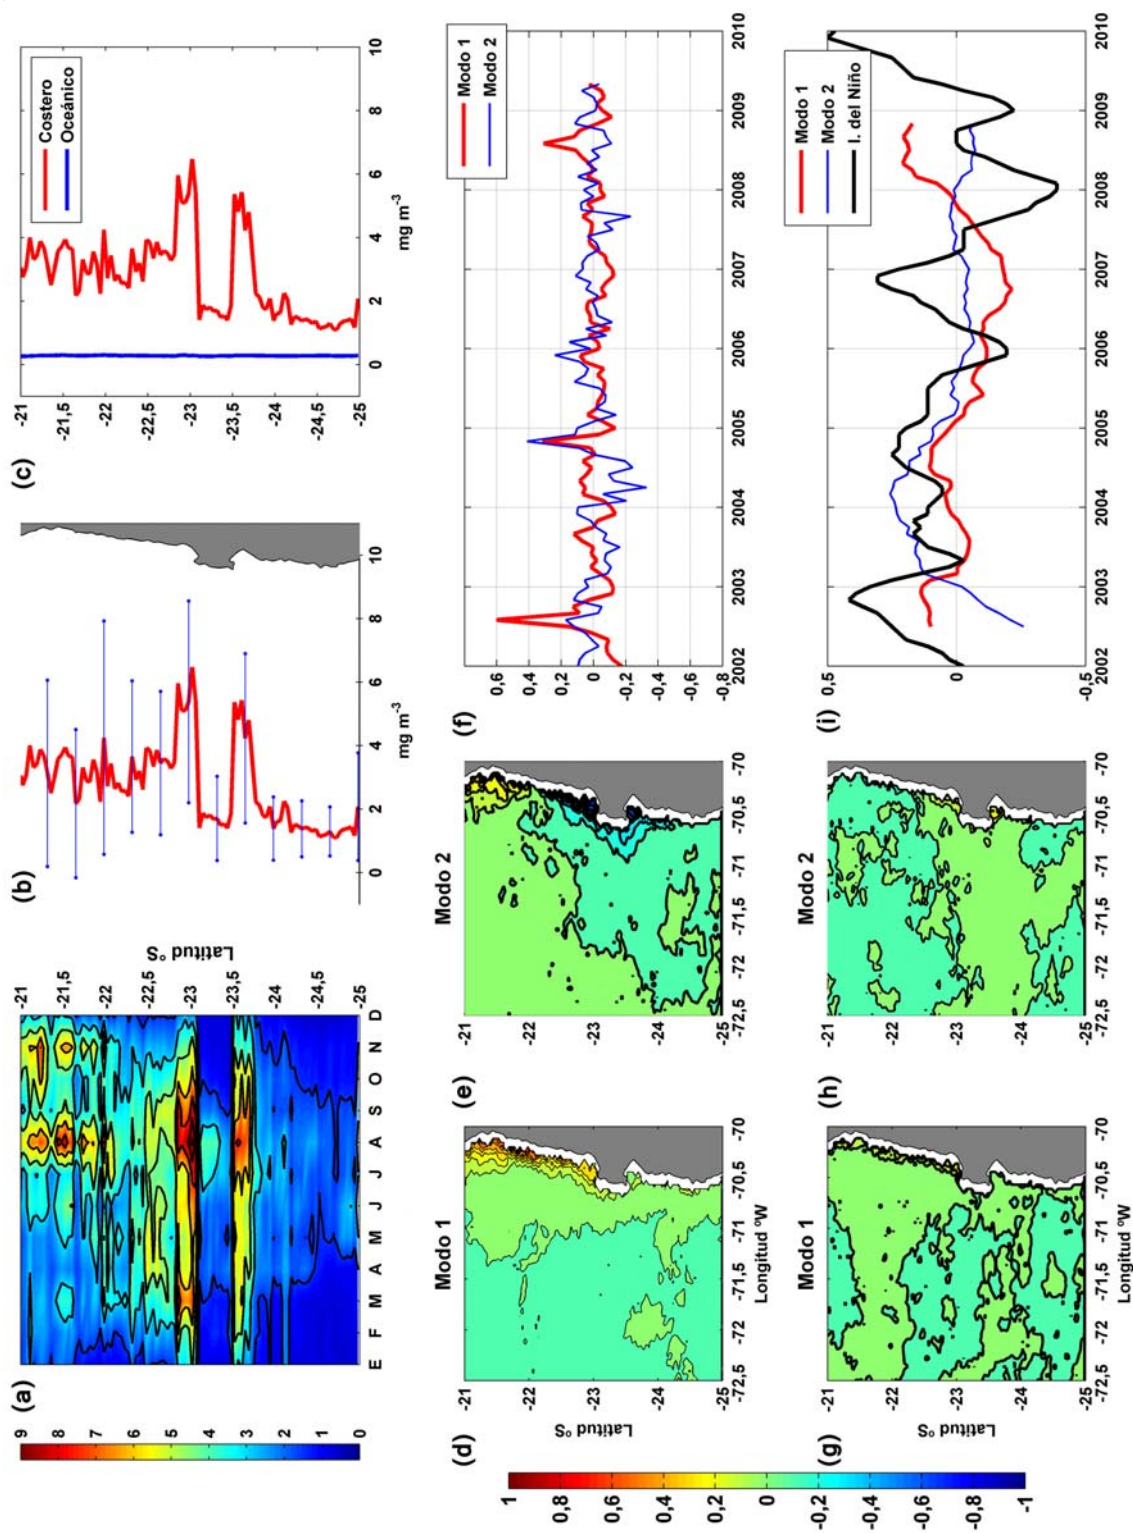 (a)
9
8
7
6
5
4
3
2
1
0
E F M A M J J A S O N D
-21
-21,5
-22
-22,5
-23
-23,5
-24
-24,5
-25
Latitud °S
(b)
0 2 4 6 8 10
mg m⁻³
(c)
-21
-21,5
-22
-22,5
-23
-23,5
-24
-24,5
-25
Costero
Oceánico
0 2 4 6 8 10
mg m⁻³
1
0,8
0,6
0,4
0,2
0
-0,2
-0,4
-0,6
-0,8
-1
(d)
Modo 1
Latitud °S
-21
-22
-23
-24
-25
-72,5 -72 -71,5 -71 -70,5 -70
Longitud °W
(e)
Modo 2
-21
-22
-23
-24
-25
-72,5 -72 -71,5 -71 -70,5 -70
(f)
Modo 1
Modo 2
0,6
0,4
0,2
0
-0,2
-0,4
-0,6
-0,8
2002 2003 2004 2005 2006 2007 2008 2009 2010
(g)
Modo 1
Latitud °S
-21
-22
-23
-24
-25
-72,5 -72 -71,5 -71 -70,5 -70
Longitud °W
(h)
Modo 2
-21
-22
-23
-24
-25
-72,5 -72 -71,5 -71 -70,5 -70
(i)
Modo 1
Modo 2
I. del Niño
0,5
0
-0,5
2002 2003 2004 2005 2006 2007 2008 2009 2010